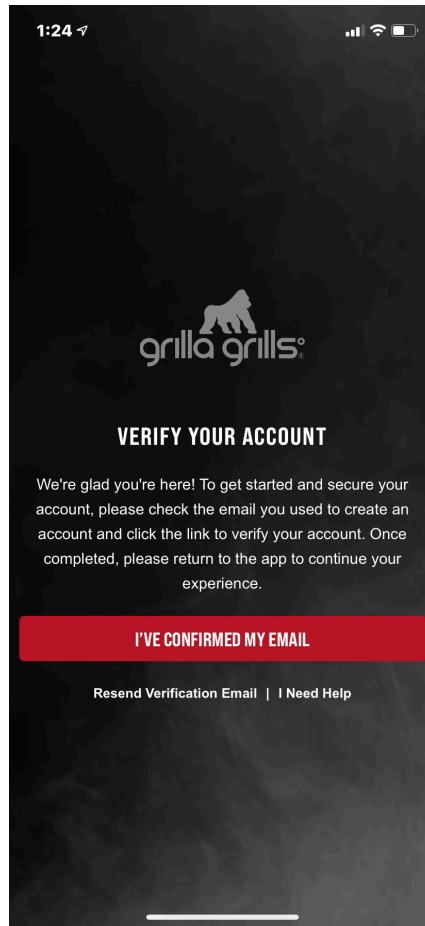 1:24
grilla grills®
VERIFY YOUR ACCOUNT
We're glad you're here! To get started and secure your
account, please check the email you used to create an
account and click the link to verify your account. Once
completed, please return to the app to continue your
experience.
I'VE CONFIRMED MY EMAIL
Resend Verification Email | I Need Help